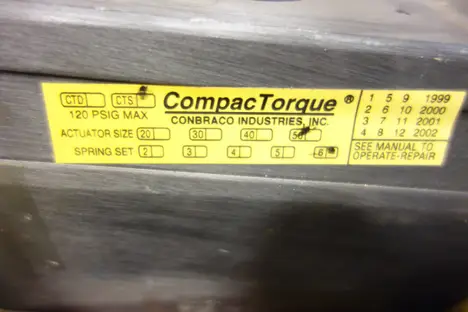 CTD CTS CompacTorque ®
120 PSIG MAX CONBRACO INDUSTRIES, INC.
ACTUATOR SIZE 20 30 40 50
SPRING SET 2 3 4 5 6
1 5 9 1999
2 6 10 2000
3 7 11 2001
4 8 12 2002
SEE MANUAL TO
OPERATE-REPAIR